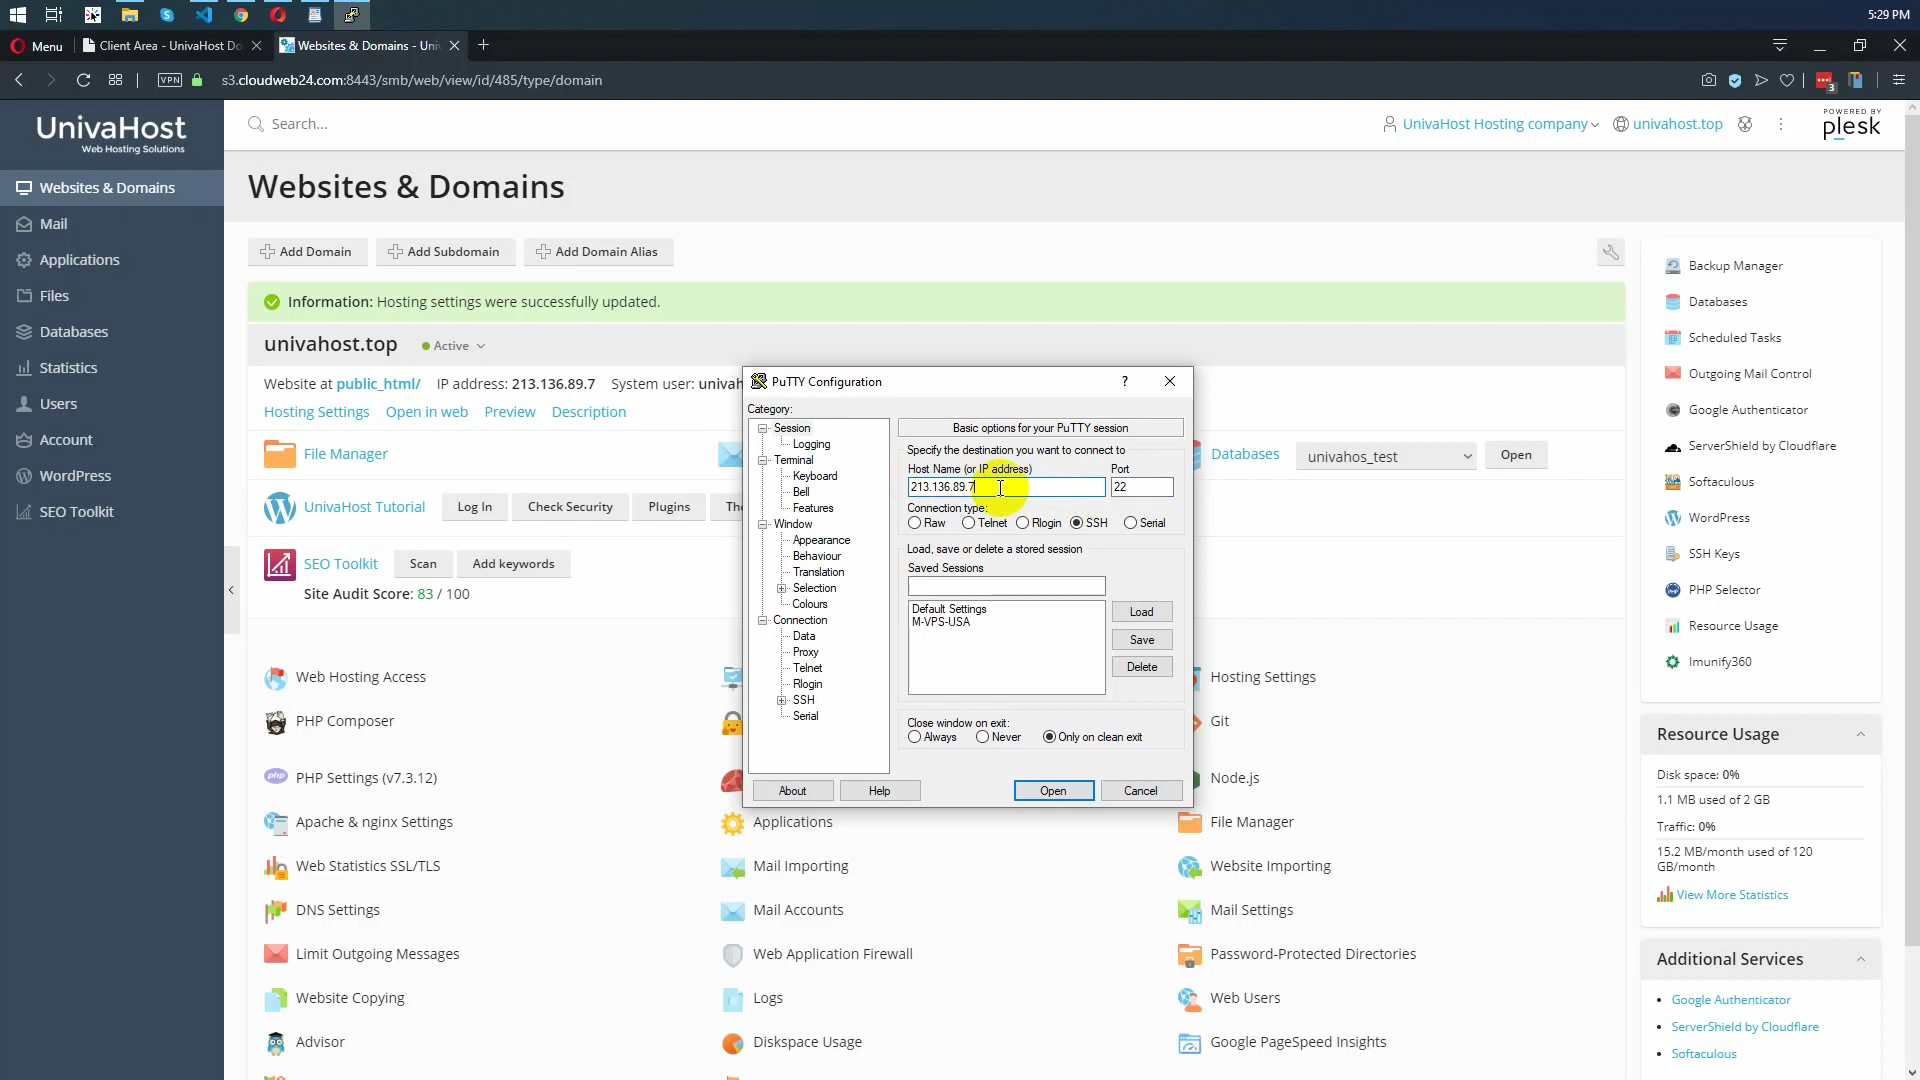 5:29 PM
Menu
Client Area - UnivaHost Do
Websites & Domains - Uni
VPN
s3.cloudweb24.com:8443/smb/web/view/id/485/type/domain
3
UnivaHost
Web Hosting Solutions
Search...
UnivaHost Hosting company
univahost.top
POWERED BY
plesk
Websites & Domains
Mail
Applications
Files
Databases
Statistics
Users
Account
WordPress
SEO Toolkit
Websites & Domains
Add Domain
Add Subdomain
Add Domain Alias
Information: Hosting settings were successfully updated.
univahost.top
Active
Website at public_html/ IP address: 213.136.89.7 System user: univah
Hosting Settings Open in web Preview Description
File Manager
Databases
univahos_test
Open
UnivaHost Tutorial
Log In
Check Security
Plugins
The
SEO Toolkit
Scan
Add keywords
Site Audit Score: 83 / 100
PuTTY Configuration
?
Category:
Session
Logging
Terminal
Keyboard
Bell
Features
Window
Appearance
Behaviour
Translation
Selection
Colours
Connection
Data
Proxy
Telnet
Rlogin
SSH
Serial
Basic options for your PuTTY session
Specify the destination you want to connect to
Host Name (or IP address)
Port
213.136.89.7
22
Connection type:
Raw
Telnet
Rlogin
SSH
Serial
Load, save or delete a stored session
Saved Sessions
Default Settings
M-VPS-USA
Load
Save
Delete
Close window on exit:
Always
Never
Only on clean exit
About
Help
Open
Cancel
Web Hosting Access
Hosting Settings
PHP Composer
Git
php
PHP Settings (v7.3.12)
Node.js
Apache & nginx Settings
Applications
File Manager
Web Statistics SSL/TLS
Mail Importing
Website Importing
DNS Settings
Mail Accounts
Mail Settings
Limit Outgoing Messages
Web Application Firewall
Password-Protected Directories
Website Copying
Logs
Web Users
Advisor
Diskspace Usage
Google PageSpeed Insights
Backup Manager
Databases
Scheduled Tasks
Outgoing Mail Control
Google Authenticator
ServerShield by Cloudflare
Softaculous
WordPress
SSH Keys
PHP Selector
Resource Usage
Imunify360
Resource Usage
Disk space: 0%
1.1 MB used of 2 GB
Traffic: 0%
15.2 MB/month used of 120
GB/month
View More Statistics
Additional Services
Google Authenticator
ServerShield by Cloudflare
Softaculous